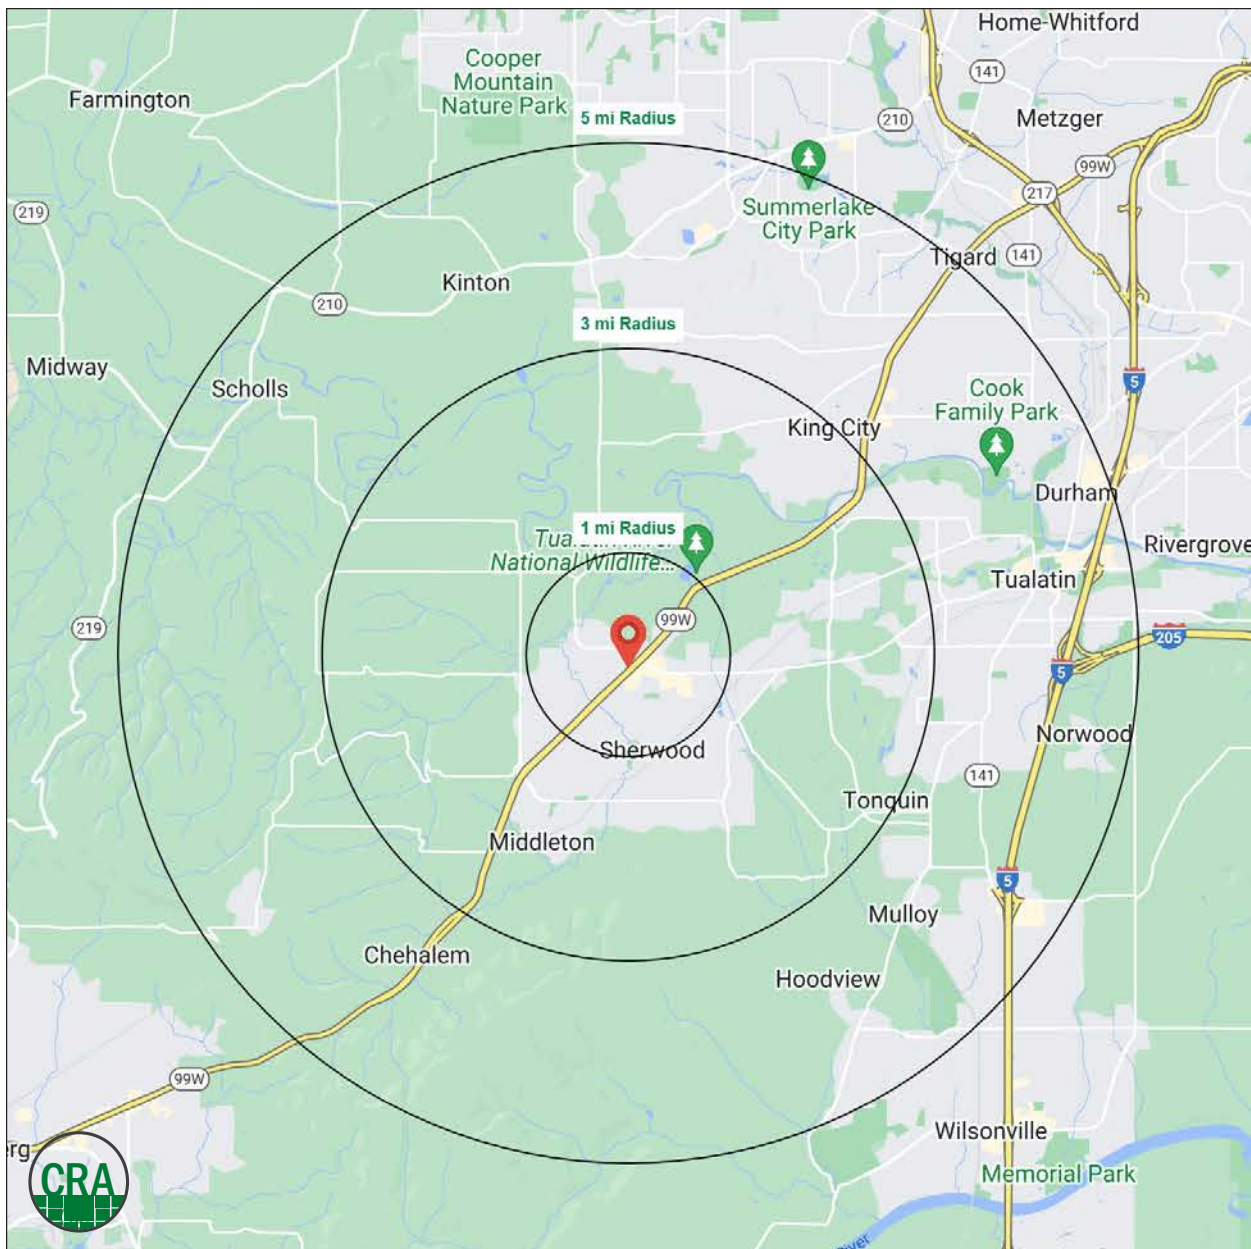 Home-Whitford
Cooper
Mountain
Nature Park
141
Farmington
5 mi Radius
210
Metzger
99W
217
219
Summerlake
City Park
Tigard
141
Kinton
210
3 mi Radius
Midway
Scholls
5
Cook
Family Park
King City
Durham
1 mi Radius
National Wildlife...
Rivergrove
Tualatin
99W
219
205
5
Norwood
Sherwood
141
Tonquin
Middleton
5
Mulloy
Chehalem
Hoodview
99W
Wilsonville
erg
Memorial Park
CRA